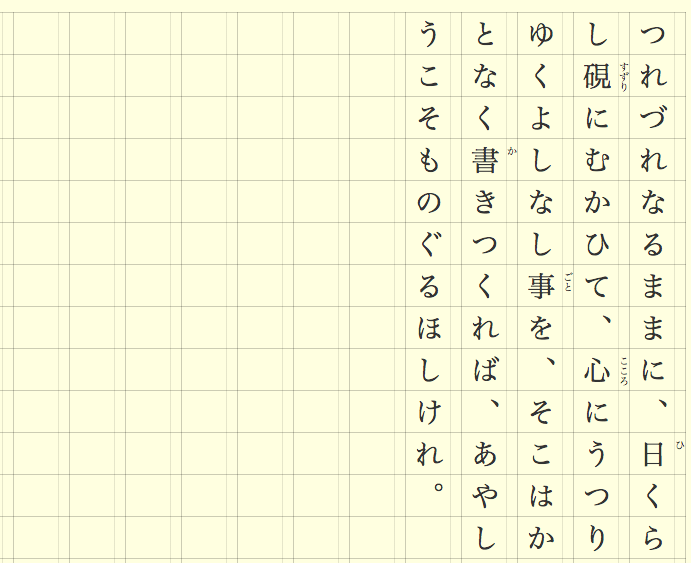 つれづれなるままに、日くら
し硯にむかひて、心にうつり
ゆくよしなし事を、そこはか
となく書きつくれば、あやし
うこそものぐるほしけれ。